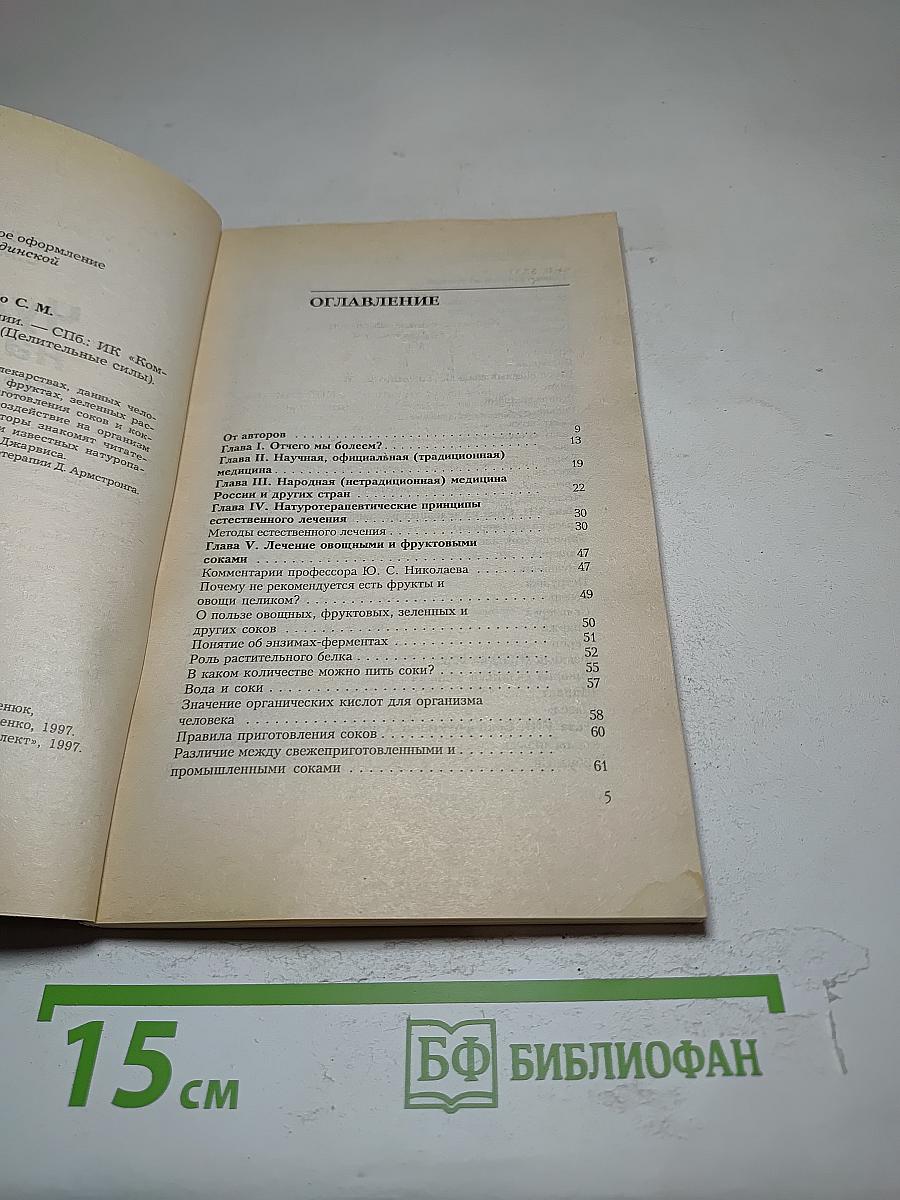 ое оформление
динской
о С. М.
ии. — СПб.: ИК «Ком-
(Целительные силы).
лекарствах, данных чело-
фруктах, зеленных рас-
готовления соков и кок-
воздействие на организм
торы знакомят читате-
и известных натуропа-
Джарвиса.
терапии Д. Армстронга.
енюк,
енко, 1997.
лект», 1997.
ОГЛАВЛЕНИЕ
От авторов . . . . . . . . . . 9
Глава I. Отчего мы болеем? . . . . . . . . . . 13
Глава II. Научная, официальная (традиционная)
медицина . . . . . . . . . . 19
Глава III. Народная (нетрадиционная) медицина
России и других стран . . . . . . . . . . 22
Глава IV. Натуротерапевтические принципы
естественного лечения . . . . . . . . . . 30
Методы естественного лечения . . . . . . . . . . 30
Глава V. Лечение овощными и фруктовыми
соками . . . . . . . . . . 47
Комментарии профессора Ю. С. Николаева . . . . . . . . . . 47
Почему не рекомендуется есть фрукты и
овощи целиком? . . . . . . . . . . 49
О пользе овощных, фруктовых, зеленных и
других соков . . . . . . . . . . 50
Понятие об энзимах-ферментах . . . . . . . . . . 51
Роль растительного белка . . . . . . . . . . 52
В каком количестве можно пить соки? . . . . . . . . . . 55
Вода и соки . . . . . . . . . . 57
Значение органических кислот для организма
человека . . . . . . . . . . 58
Правила приготовления соков . . . . . . . . . . 60
Различие между свежеприготовленными и . . . . . . . . . .
промышленными соками . . . . . . . . . . 61
5
15 см
БФ БИБЛИОФАН